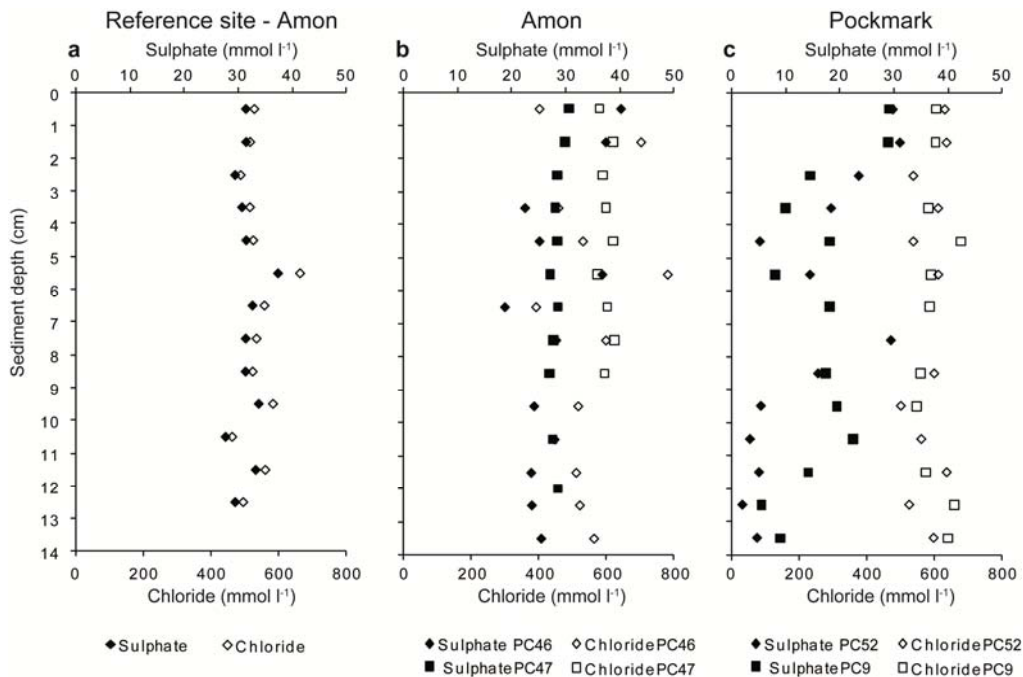 Reference site - Amon
Amon
Pockmark
a
Sulphate (mmol l⁻¹)
b
Sulphate (mmol l⁻¹)
c
Sulphate (mmol l⁻¹)
0 10 20 30 40 50
0 10 20 30 40 50
0 10 20 30 40 50
Sediment depth (cm)
0
1
2
3
4
5
6
7
8
9
10
11
12
13
14
0 200 400 600 800
0 200 400 600 800
0 200 400 600 800
Chloride (mmol l⁻¹)
Chloride (mmol l⁻¹)
Chloride (mmol l⁻¹)
Sulphate Chloride
Sulphate PC46 Chloride PC46
Sulphate PC47 Chloride PC47
Sulphate PC52 Chloride PC52
Sulphate PC9 Chloride PC9